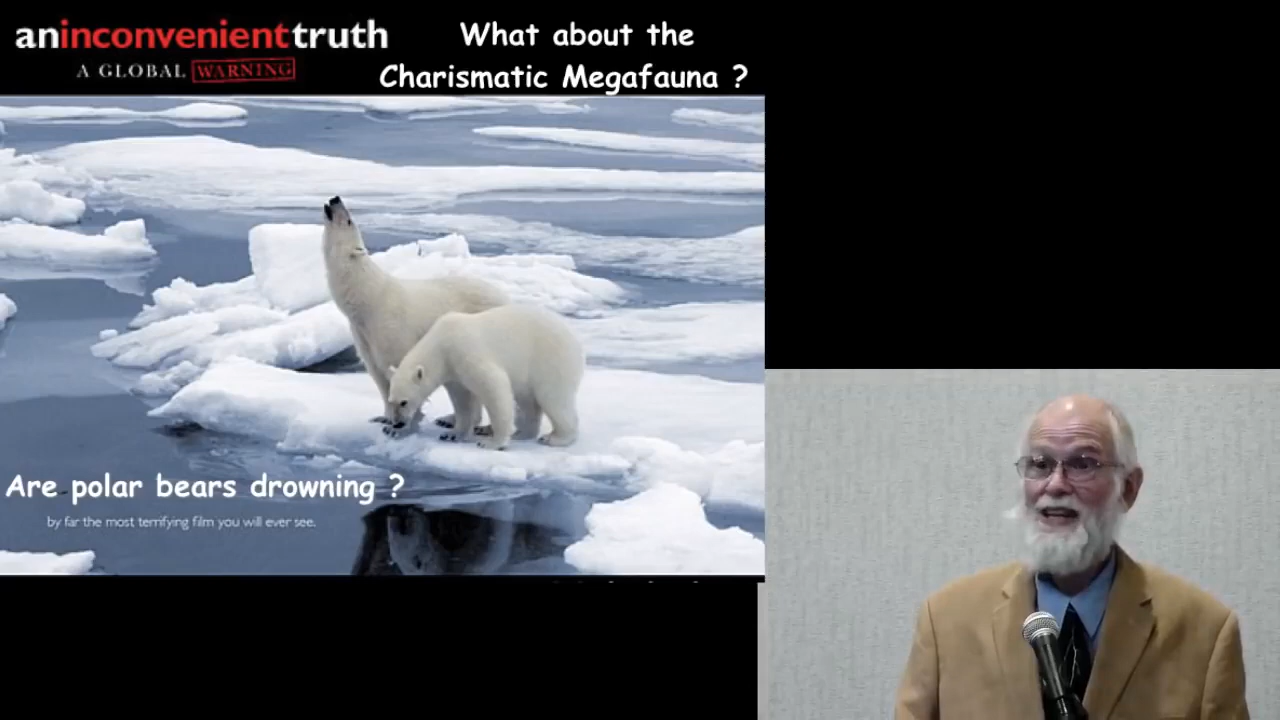 aninconvenienttruth
A GLOBAL WARNING
What about the
Charismatic Megafauna ?
Are polar bears drowning ?
by far the most terrifying film you will ever see.